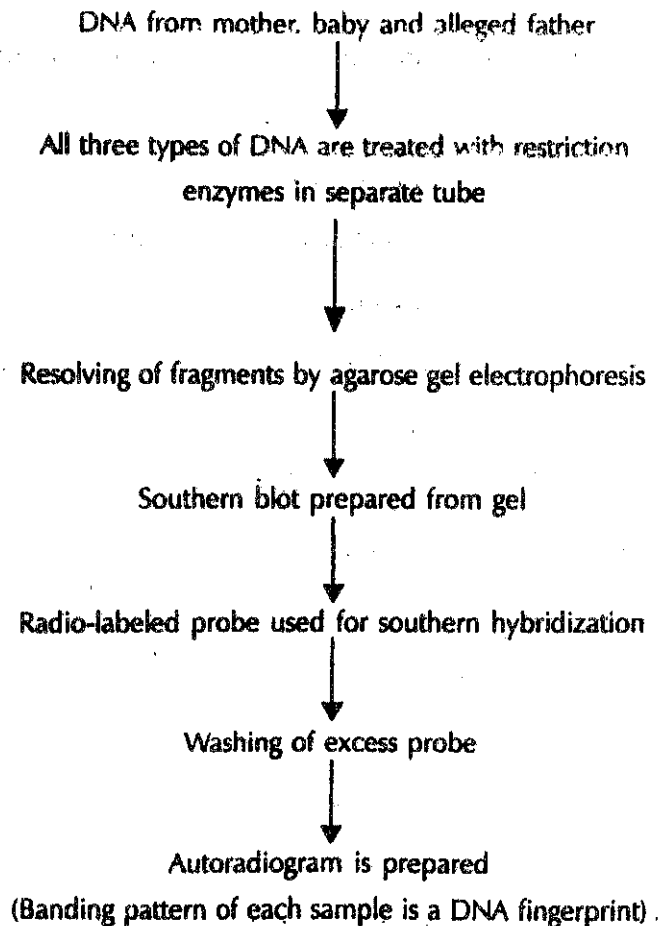 DNA from mother, baby and alleged father
All three types of DNA are treated with restriction
enzymes in separate tube
Resolving of fragments by agarose gel electrophoresis
Southern blot prepared from gel
Radio-labeled probe used for southern hybridization
Washing of excess probe
Autoradiogram is prepared
(Banding pattern of each sample is a DNA fingerprint).